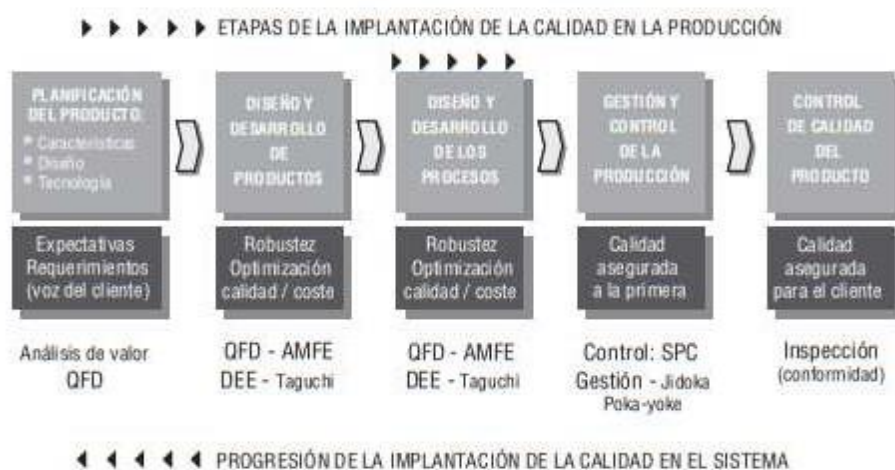 ETAPAS DE LA IMPLANTACIÓN DE LA CALIDAD EN LA PRODUCCIÓN
PLANIFICACIÓN
DEL PRODUCTO:
* Características
* Diseño
* Tecnología
Expectativas
Requerimientos
(voz del cliente)
Análisis de valor
QFD
DISEÑO Y
DESARROLLO
DE
PRODUCTOS
Robustez
Optimización
calidad / coste
QFD - AMFE
DEE - Taguchi
DISEÑO Y
DESARROLLO
DE LOS
PROCESOS
Robustez
Optimización
calidad / coste
QFD - AMFE
DEE - Taguchi
GESTIÓN Y
CONTROL
DE LA
PRODUCCIÓN
Calidad
asegurada
a la primera
Control: SPC
Gestión - Jidoka
Poka-yoke
CONTROL
DE CALIDAD
DEL
PRODUCTO
Calidad
asegurada
para el cliente
Inspección
(conformidad)
PROGRESIÓN DE LA IMPLANTACIÓN DE LA CALIDAD EN EL SISTEMA